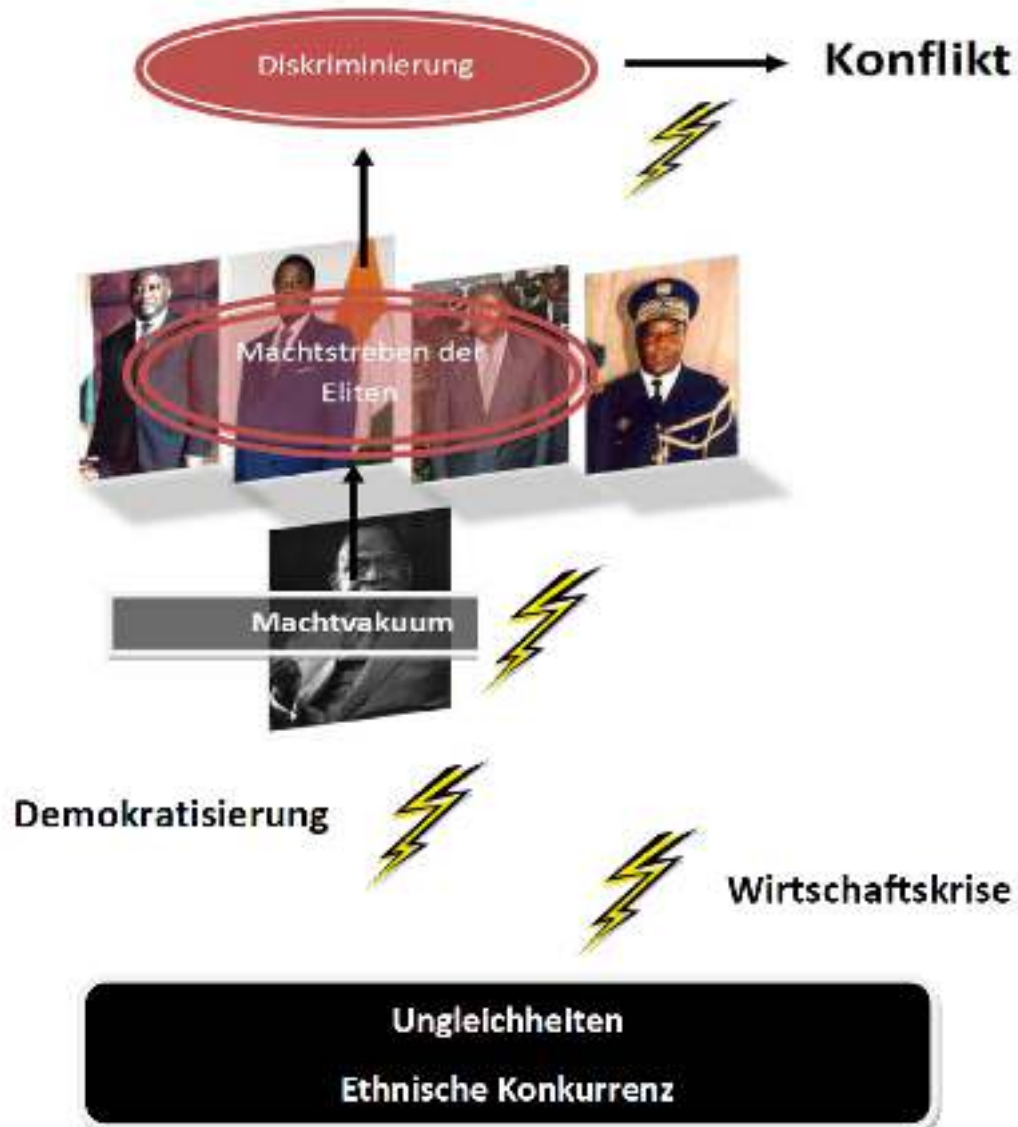 Diskriminierung
Konflikt
Machtstreben der
Eliten
Machtvakuum
Demokratisierung
Wirtschaftskrise
Ungleichheiten
Ethnische Konkurrenz